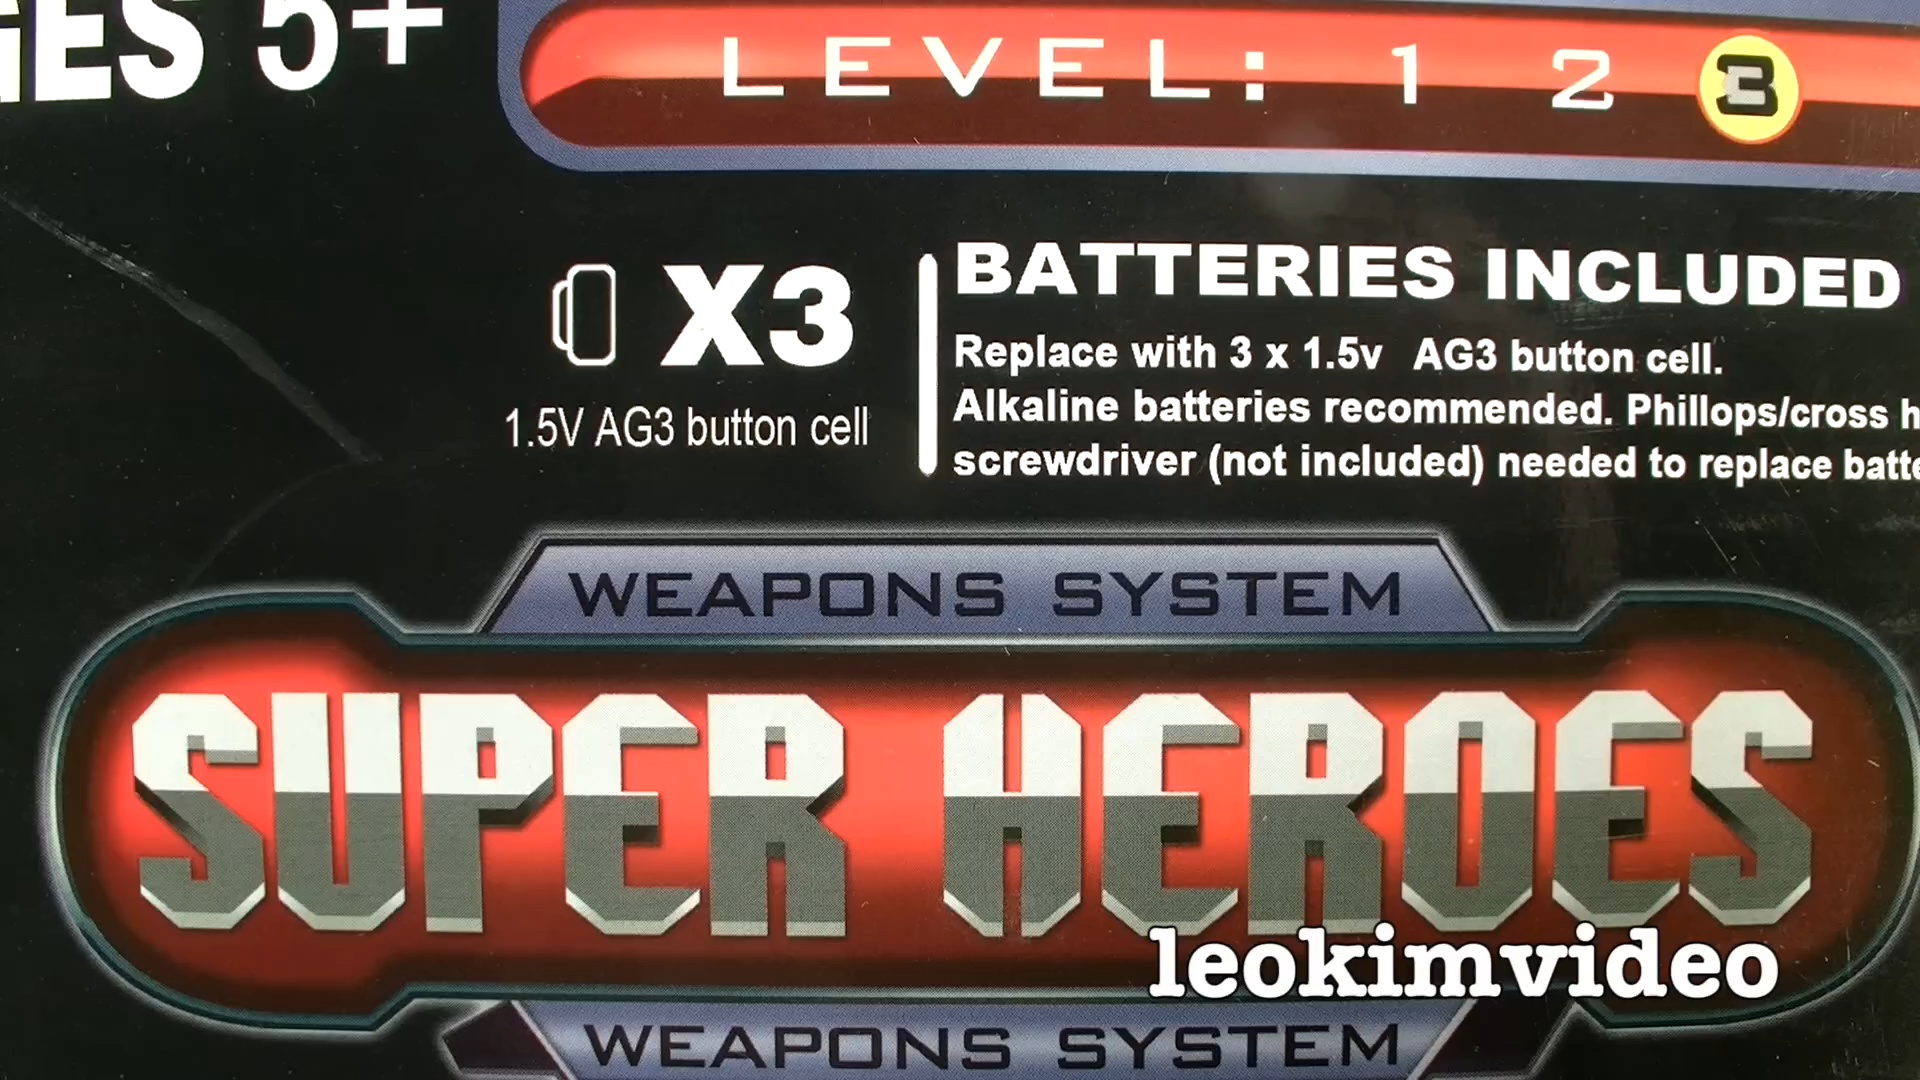 GES 5+
LEVEL: 1 2 3
X3
1.5V AG3 button cell
BATTERIES INCLUDED
Replace with 3 x 1.5v AG3 button cell.
Alkaline batteries recommended. Phillops/cross h
screwdriver (not included) needed to replace batte
WEAPONS SYSTEM
SUPER HEROES
leokimvideo
WEAPONS SYSTEM